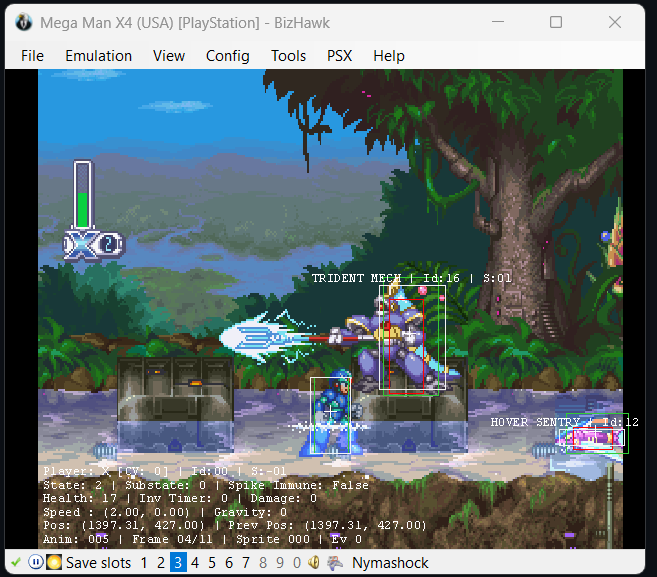 Mega Man X4 (USA) [PlayStation] - BizHawk
File Emulation View Config Tools PSX Help
X 2
TRIDENT MECH | Id:16 | S:01
HOVER SENTRY | Id:12
Player: X [CV: 0] | Id:00 | S:-01
State: 2 | Substate: 0 | Spike Immune: False
Health: 17 | Inv Timer: 0 | Damage: 0
Speed : (2.00, 0.00) | Gravity: 0
Pos: (1397.31, 427.00) | Prev Pos: (1397.31, 427.00)
Anim: 005 | Frame 04/11 | Sprite 000 | Ev 0
Save slots 1 2 3 4 5 6 7 8 9 0 Nymashock